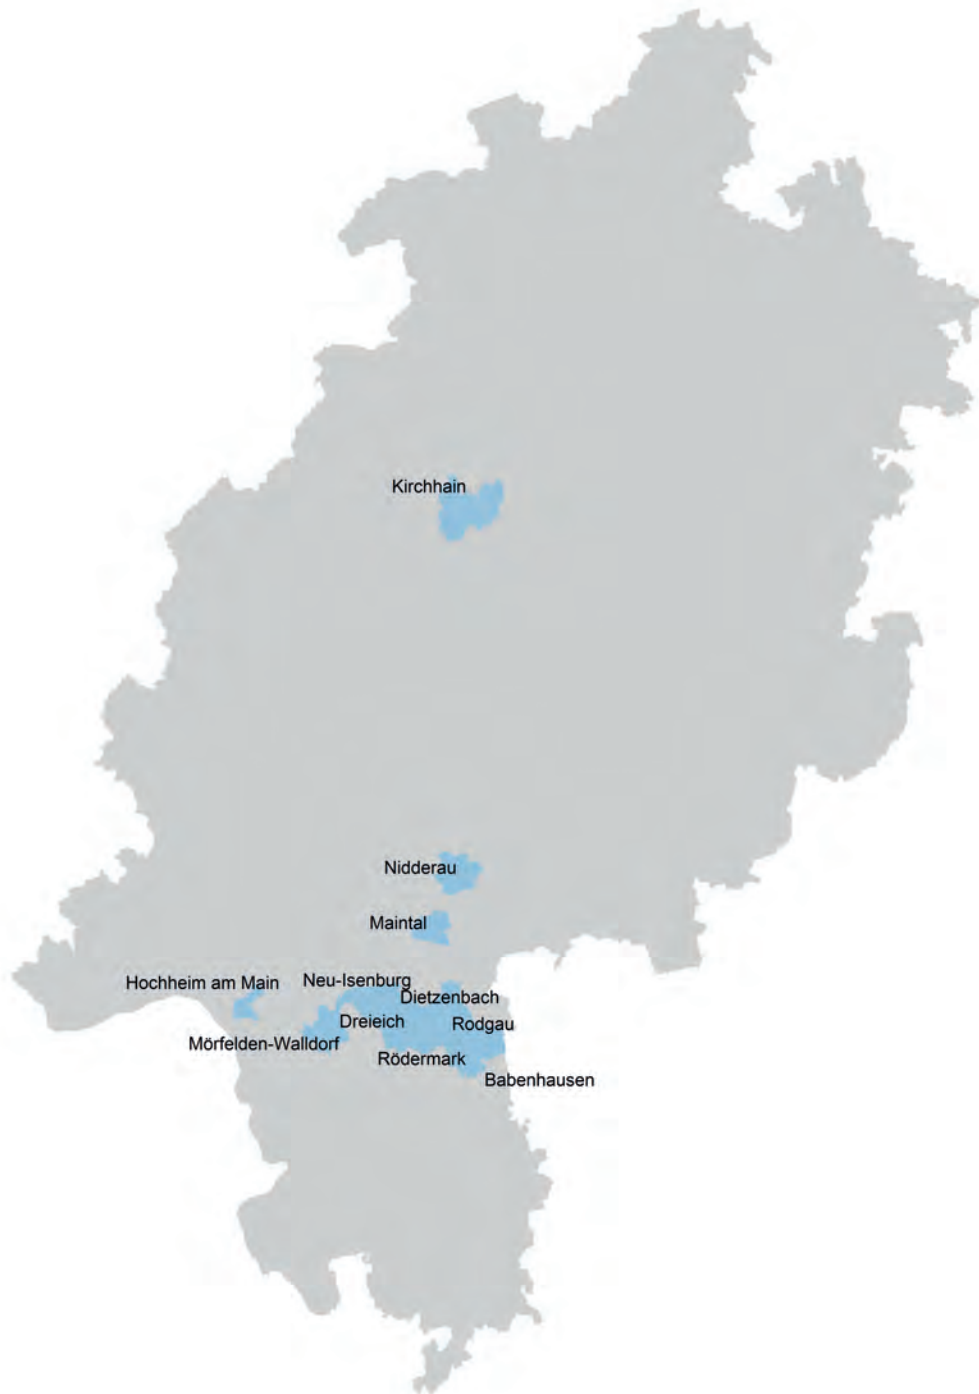 Kirchhain
Nidderau
Maintal
Hochheim am Main
Neu-Isenburg
Dietzenbach
Dreieich
Rodgau
Mörfelden-Walldorf
Rödermark
Babenhausen